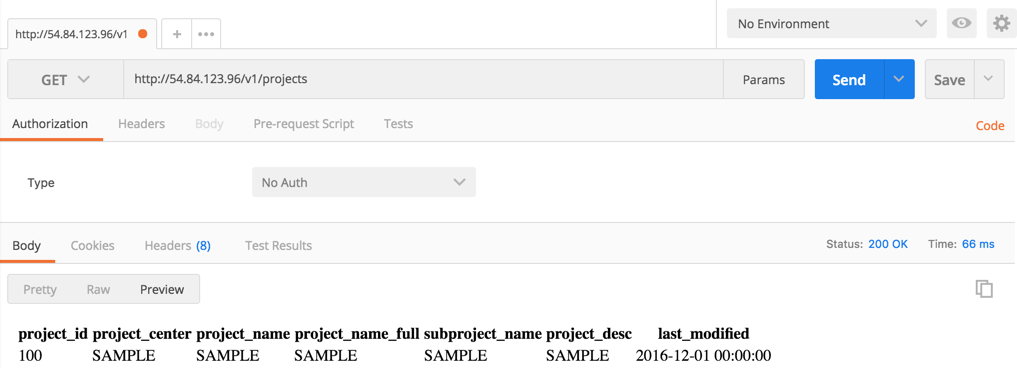 http://54.84.123.96/v1
No Environment
GET http://54.84.123.96/v1/projects Params Send Save
Authorization Headers Body Pre-request Script Tests Code
Type No Auth
Body Cookies Headers (8) Test Results Status: 200 OK Time: 66 ms
Pretty Raw Preview
project_id project_center project_name project_name_full subproject_name project_desc last_modified
100 SAMPLE SAMPLE SAMPLE SAMPLE SAMPLE 2016-12-01 00:00:00